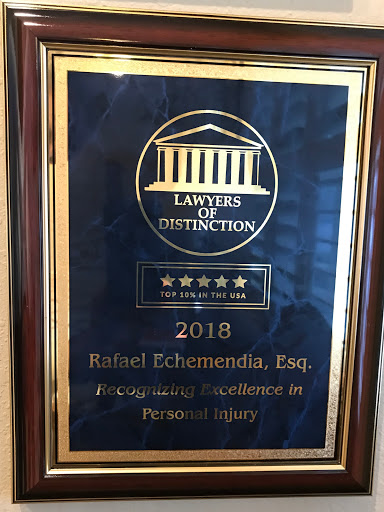 LAWYERS
OF
DISTINCTION
TOP 10% IN THE USA
2018
Rafael Echemendia, Esq.
Recognizing Excellence in
Personal Injury